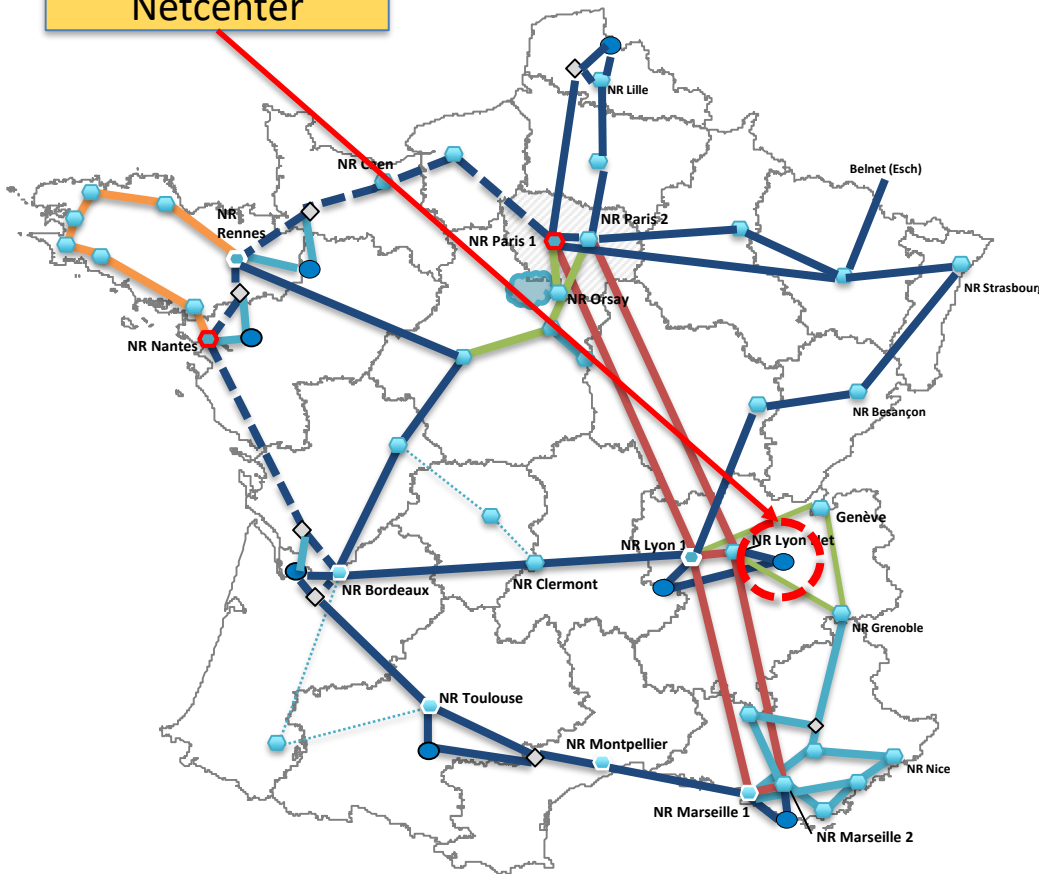 Netcenter
NR Lille
NR Caen
Belnet (Esch)
NR
Rennes
NR Paris 2
NR Paris 1
NR Strasbourg
NR Orsay
NR Nantes
NR Besançon
Genève
NR Lyon 1
NR Lyon
NR Clermont
NR Bordeaux
NR Grenoble
NR Toulouse
NR Montpellier
NR Nice
NR Marseille 1
NR Marseille 2